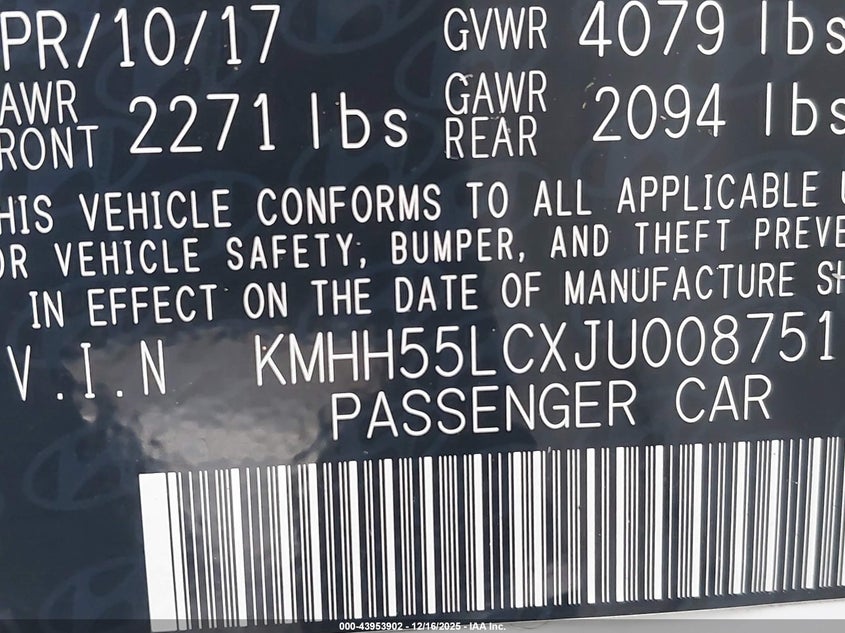 PR/10/17 GVWR 4079 lbs
AWR
RONT 2271 lbs GAWR
REAR 2094 lbs
HIS VEHICLE CONFORMS TO ALL APPLICABLE U
OR VEHICLE SAFETY, BUMPER, AND THEFT PREVE
IN EFFECT ON THE DATE OF MANUFACTURE SH
V.I.N KMHH55LCXJU008751
PASSENGER CAR
000-43953902 - 12/16/2025 - IAA Inc.